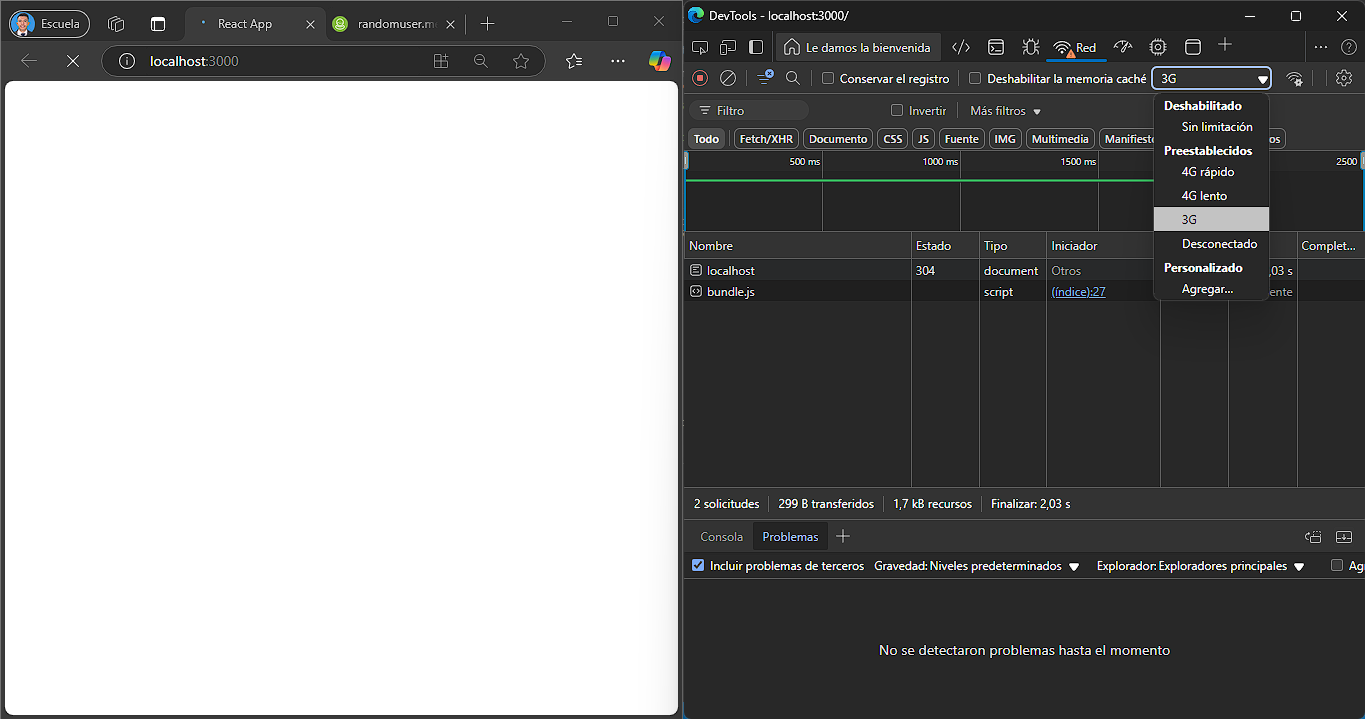 Escuela
React App
randomuser.m
localhost:3000
DevTools - localhost:3000/
Le damos la bienvenida
Red
Conservar el registro
Deshabilitar la memoria caché
3G
Filtro
Invertir
Más filtros
Todo
Fetch/XHR
Documento
CSS
JS
Fuente
IMG
Multimedia
Manifiesto
os
Deshabilitado
Sin limitación
Preestablecidos
4G rápido
4G lento
3G
Desconectado
Personalizado
Agregar...
500 ms
1000 ms
1500 ms
2500
Nombre
Estado
Tipo
Iniciador
Complet...
localhost
304
document
Otros
,03 s
bundle.js
script
(índice):27
ente
2 solicitudes
299 B transferidos
1,7 kB recursos
Finalizar: 2,03 s
Consola
Problemas
Incluir problemas de terceros
Gravedad: Niveles predeterminados
Explorador: Exploradores principales
Ag
No se detectaron problemas hasta el momento